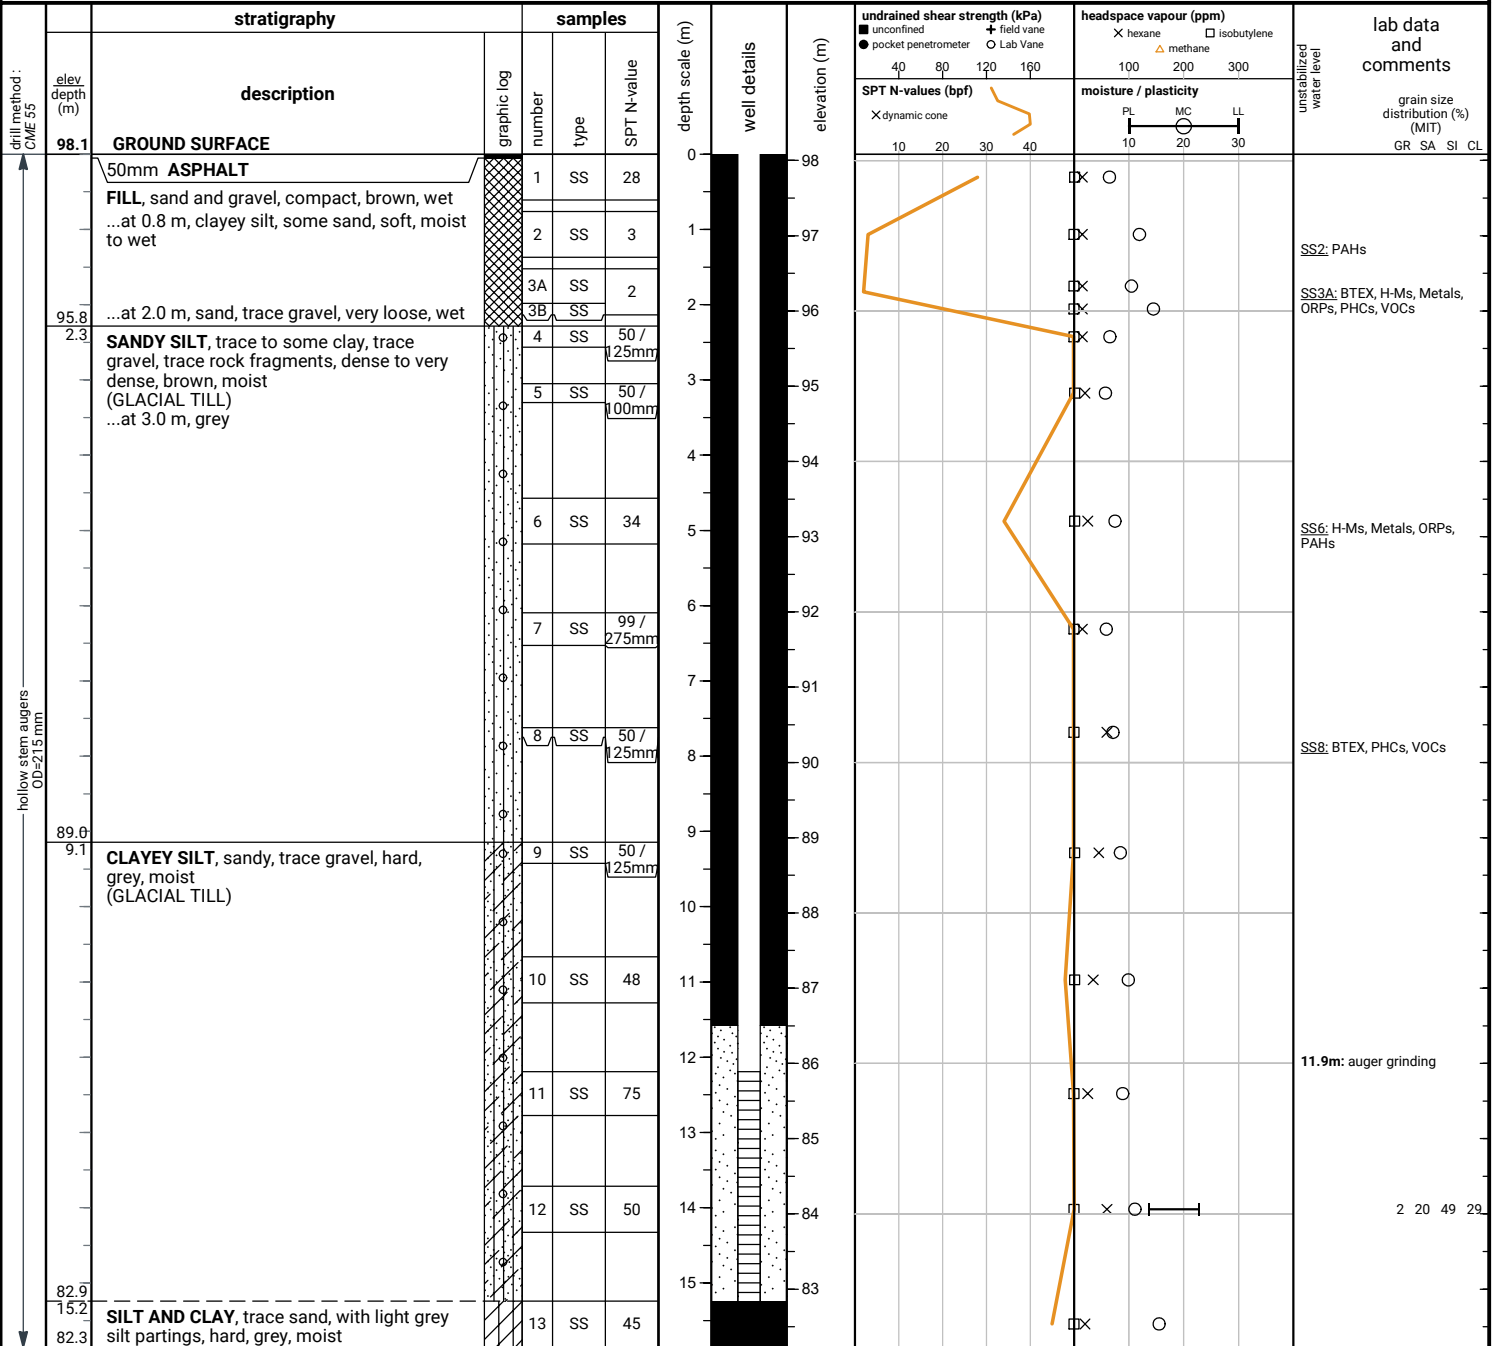 drill method :
CME 55
stratigraphy
samples
elev
depth
(m)
description
graphic log
number
type
SPT N-value
depth scale (m)
well details
elevation (m)
undrained shear strength (kPa)
unconfined
field vane
pocket penetrometer
Lab Vane
40 80 120 160
SPT N-values (bpf)
dynamic cone
10 20 30 40
headspace vapour (ppm)
hexane
isobutylene
methane
100 200 300
moisture / plasticity
PL MC LL
10 20 30
unstabilized
water level
lab data
and
comments
grain size
distribution (%)
(MIT)
GR SA SI CL
98.1 GROUND SURFACE
hollow stem augers
OD=215 mm
50mm ASPHALT
FILL, sand and gravel, compact, brown, wet
...at 0.8 m, clayey silt, some sand, soft, moist
to wet
...at 2.0 m, sand, trace gravel, very loose, wet
95.8
2.3
SANDY SILT, trace to some clay, trace
gravel, trace rock fragments, dense to very
dense, brown, moist
(GLACIAL TILL)
...at 3.0 m, grey
89.0
9.1
CLAYEY SILT, sandy, trace gravel, hard,
grey, moist
(GLACIAL TILL)
82.9
15.2
SILT AND CLAY, trace sand, with light grey
silt partings, hard, grey, moist
82.3
1 SS 28
2 SS 3
3A SS
2
3B SS
4 SS 50 /
125mm
5 SS 50 /
100mm
6 SS 34
7 SS 99 /
275mm
8 SS 50 /
125mm
9 SS 50 /
125mm
10 SS 48
11 SS 75
12 SS 50
13 SS 45
0
1
2
3
4
5
6
7
8
9
10
11
12
13
14
15
98
97
96
95
94
93
92
91
90
89
88
87
86
85
84
83
SS2: PAHs
SS3A: BTEX, H-Ms, Metals,
ORPs, PHCs, VOCs
SS6: H-Ms, Metals, ORPs,
PAHs
SS8: BTEX, PHCs, VOCs
11.9m: auger grinding
2 20 49 29